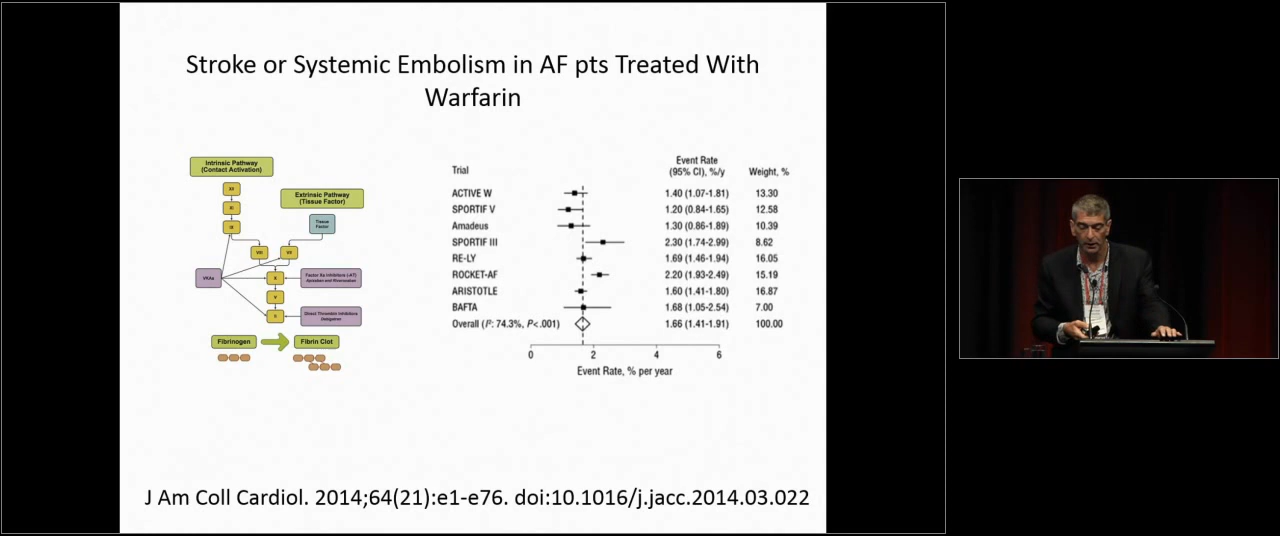 Stroke or Systemic Embolism in AF pts Treated With
Warfarin
Intrinsic Pathway
(Contact Activation)
XII
XI
IX
Extrinsic Pathway
(Tissue Factor)
Tissue
Factor
VIII
VII
VKAs
X
V
II
Factor Xa Inhibitors (-AT)
Apixaban and Rivaroxaban
Direct Thrombin Inhibitors
Dabigatran
Fibrinogen
Fibrin Clot
Trial Event Rate (95% CI), %/y Weight, %
ACTIVE W 1.40 (1.07-1.81) 13.30
SPORTIF V 1.20 (0.84-1.65) 12.58
Amadeus 1.30 (0.86-1.89) 10.39
SPORTIF III 2.30 (1.74-2.99) 8.62
RE-LY 1.69 (1.46-1.94) 16.05
ROCKET-AF 2.20 (1.93-2.49) 15.19
ARISTOTLE 1.60 (1.41-1.80) 16.87
BAFTA 1.68 (1.05-2.54) 7.00
Overall (I²: 74.3%, P<.001) 1.66 (1.41-1.91) 100.00
0 2 4 6
Event Rate, % per year
J Am Coll Cardiol. 2014;64(21):e1-e76. doi:10.1016/j.jacc.2014.03.022